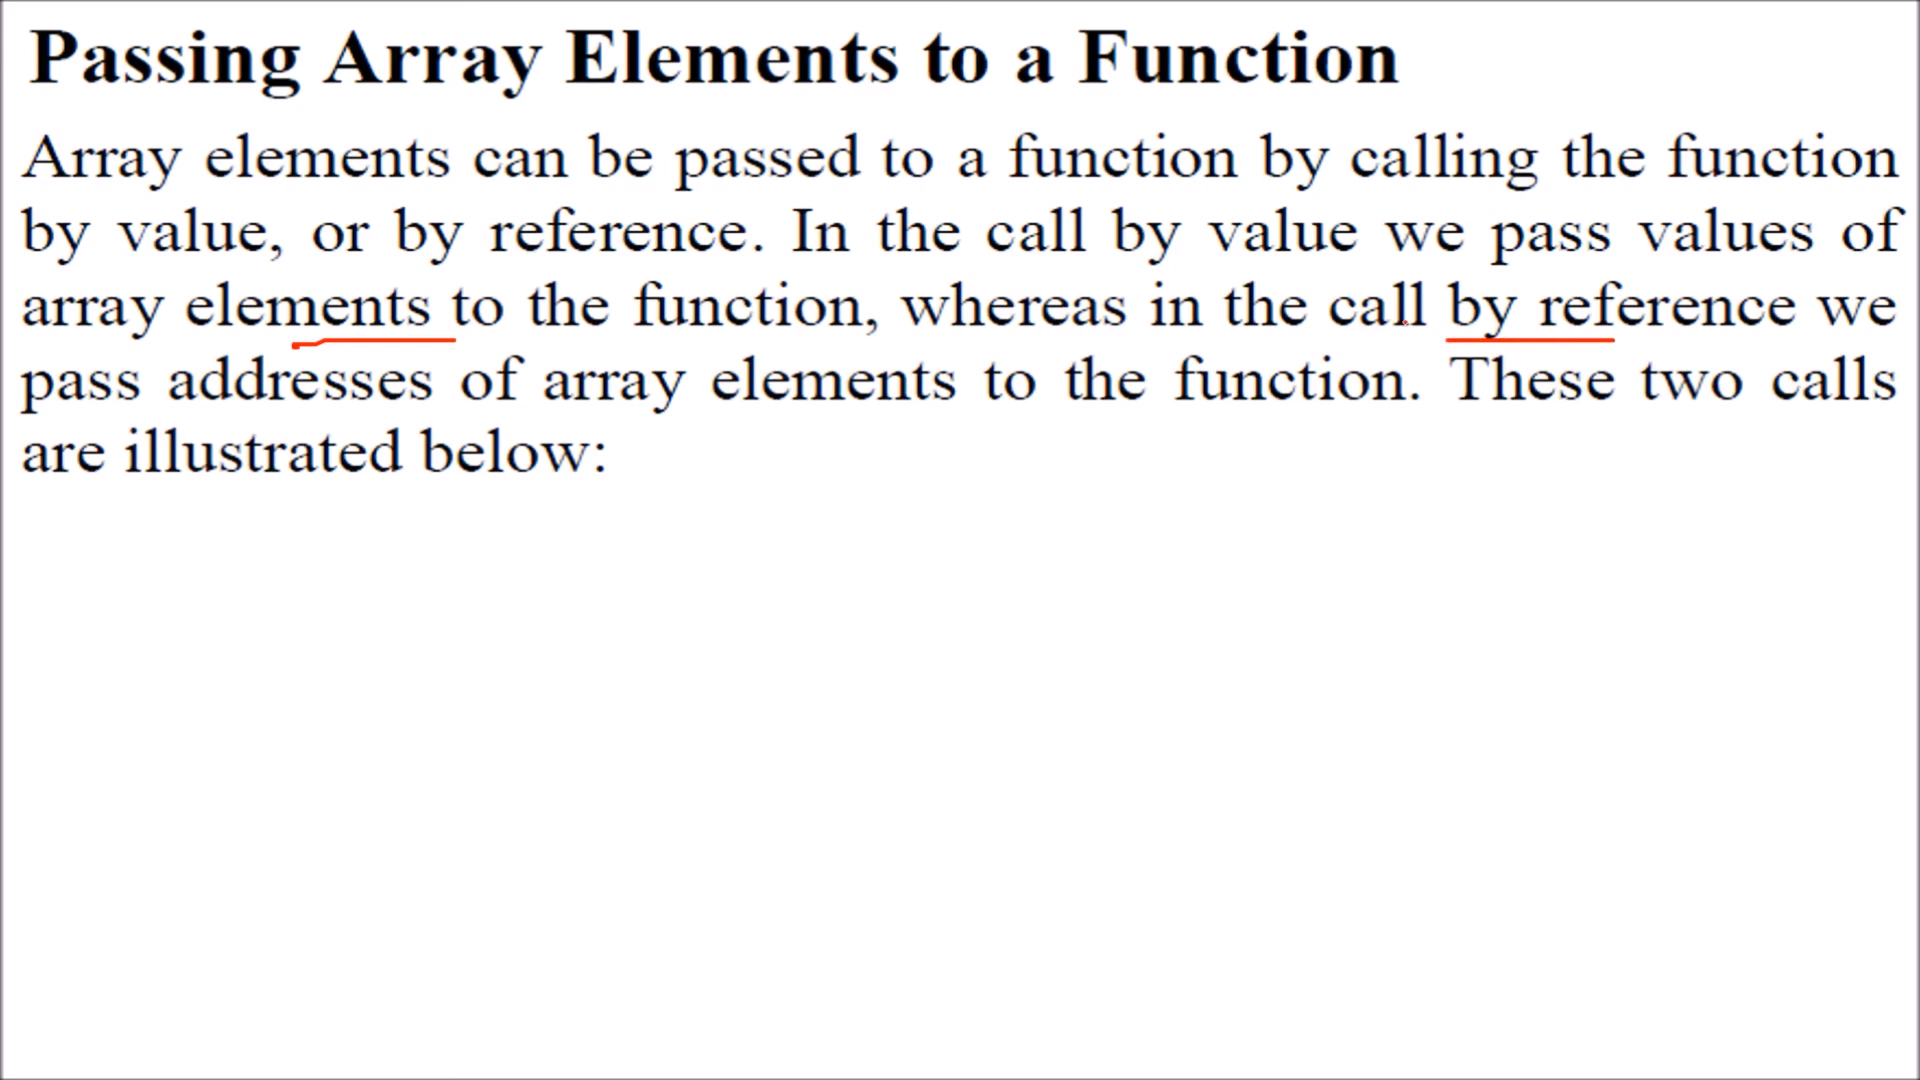 Passing Array Elements to a Function
Array elements can be passed to a function by calling the function
by value, or by reference. In the call by value we pass values of
array elements to the function, whereas in the call by reference we
pass addresses of array elements to the function. These two calls
are illustrated below: